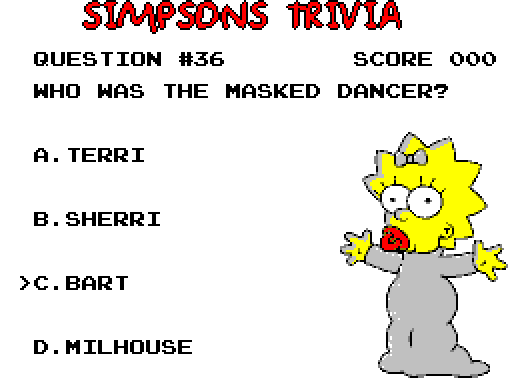 SIMPSONS TRIVIA
QUESTION #36 SCORE 000
WHO WAS THE MASKED DANCER?
A.TERRI
B.SHERRI
>C.BART
D.MILHOUSE